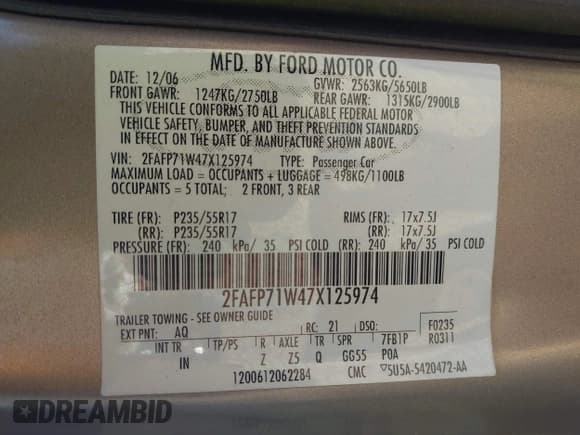 MFD. BY FORD MOTOR CO.
DATE: 12/06 GVWR: 2563KG/5650LB
FRONT GAWR: 1247KG/2750LB REAR GAWR: 1315KG/2900LB
THIS VEHICLE CONFORMS TO ALL APPLICABLE FEDERAL MOTOR
VEHICLE SAFETY, BUMPER, AND THEFT PREVENTION STANDARDS
IN EFFECT ON THE DATE OF MANUFACTURE SHOWN ABOVE.
VIN: 2FAFP71W47X125974 TYPE: Passenger Car
MAXIMUM LOAD = OCCUPANTS + LUGGAGE = 498KG/1100LB
OCCUPANTS = 5 TOTAL; 2 FRONT, 3 REAR
TIRE (FR): P235/55R17 RIMS (FR): 17x7.5J
(RR): P235/55R17 (RR): 17x7.5J
PRESSURE (FR): 240 kPa/ 35 PSI COLD (RR): 240 kPa/ 35 PSI COLD
2FAFP71W47X125974
TRAILER TOWING - SEE OWNER GUIDE
EXT PNT: AQ RC: 21 DSO: F0235
INT TR TP/PS R AXLE TR SPR 7FB1P R0311
IN Z Z5 Q GG55 P0A
1200612062284 CMC ▽5U5A-5420472-AA
DREAMBID